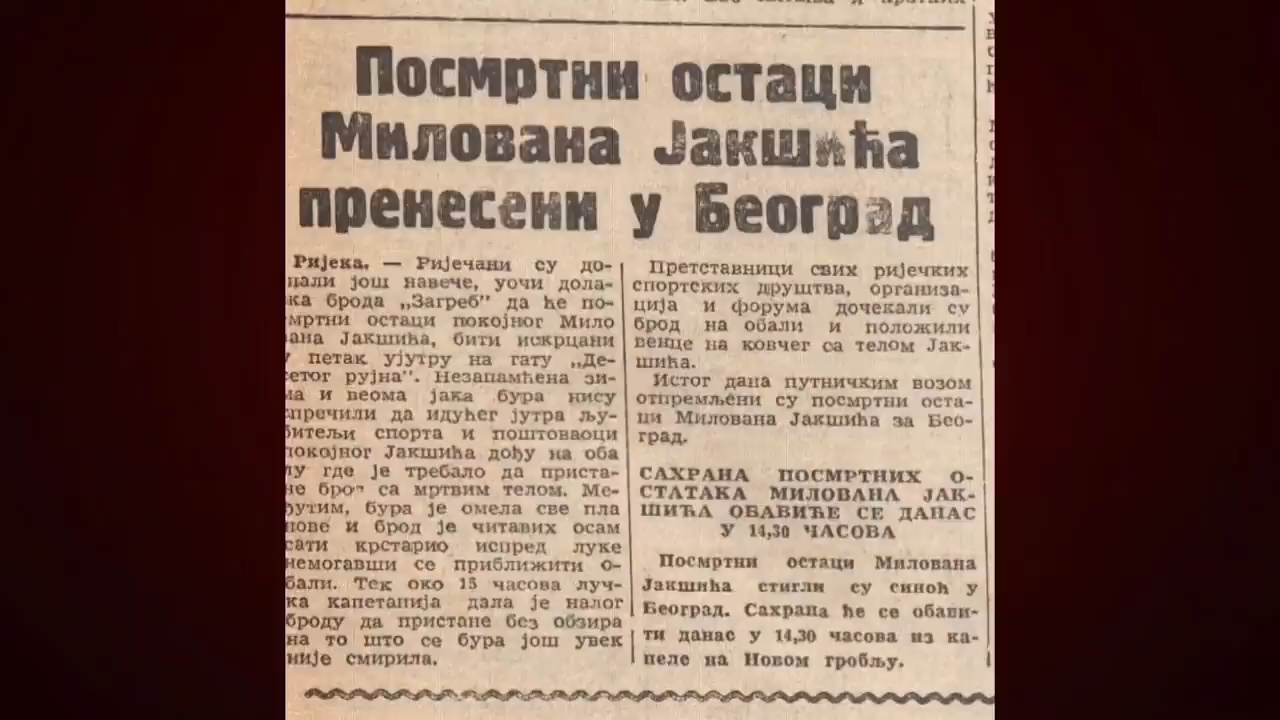 Посмртни остаци
Милована Јакшића
пренесени у Београд
Ријека. — Ријечани су до-
нали још навече, уочи дола-
ка брода „Загреб" да ће по-
смртни остаци покојног Мило
вана Јакшића, бити искрцани
у петак ујутру на гату „Де-
сетог рујна". Незапамћена зи-
ма и веома јака бура нису
спречили да идућег јутра љу-
битељи спорта и поштоваоци
покојног Јакшића дођу на оба
лу где је требало да приста-
не брод са мртвим телом. Ме-
ђутим, бура је омела све пла
нове и брод је читавих осам
сати крстарио испред луке
немогавши се приближити о-
бали. Тек око 15 часова луч-
ка капетанија дала је налог
броду да пристане без обзира
на то што се бура још увек
није смирила.
Претставници свих ријечких
спортских друштва, организа-
ција и форума дочекали су
брод на обали и положили
венце на ковчег са телом Јак-
шића.
Истог дана путничким возом
отпремљени су посмртни оста-
ци Милована Јакшића за Бео-
град.
САХРАНА ПОСМРТНИХ О-
СТАТАКА МИЛОВАНА ЈАК-
ШИЋА ОБАВИЋЕ СЕ ДАНАС
У 14,30 ЧАСОВА
Посмртни остаци Милована
Јакшића стигли су синоћ у
Београд. Сахрана ће се обави-
ти данас у 14,30 часова из ка-
пеле на Новом гробљу.